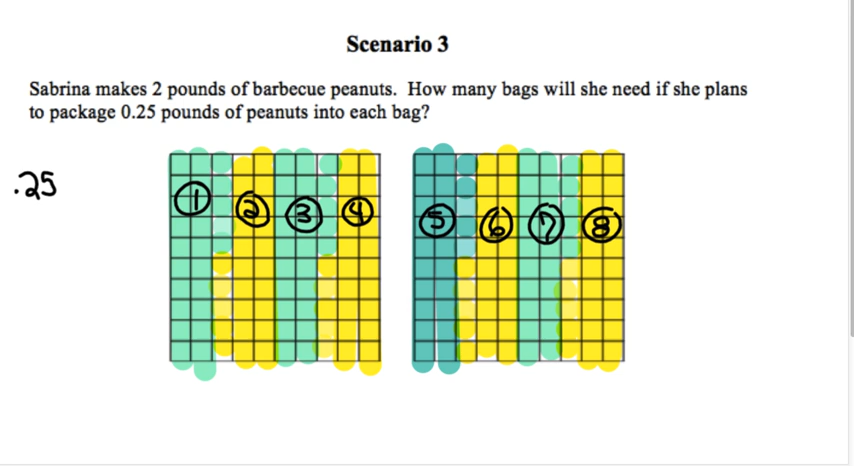 Scenario 3
Sabrina makes 2 pounds of barbecue peanuts. How many bags will she need if she plans
to package 0.25 pounds of peanuts into each bag?
.25
1 2 3 4 5 6 7 8